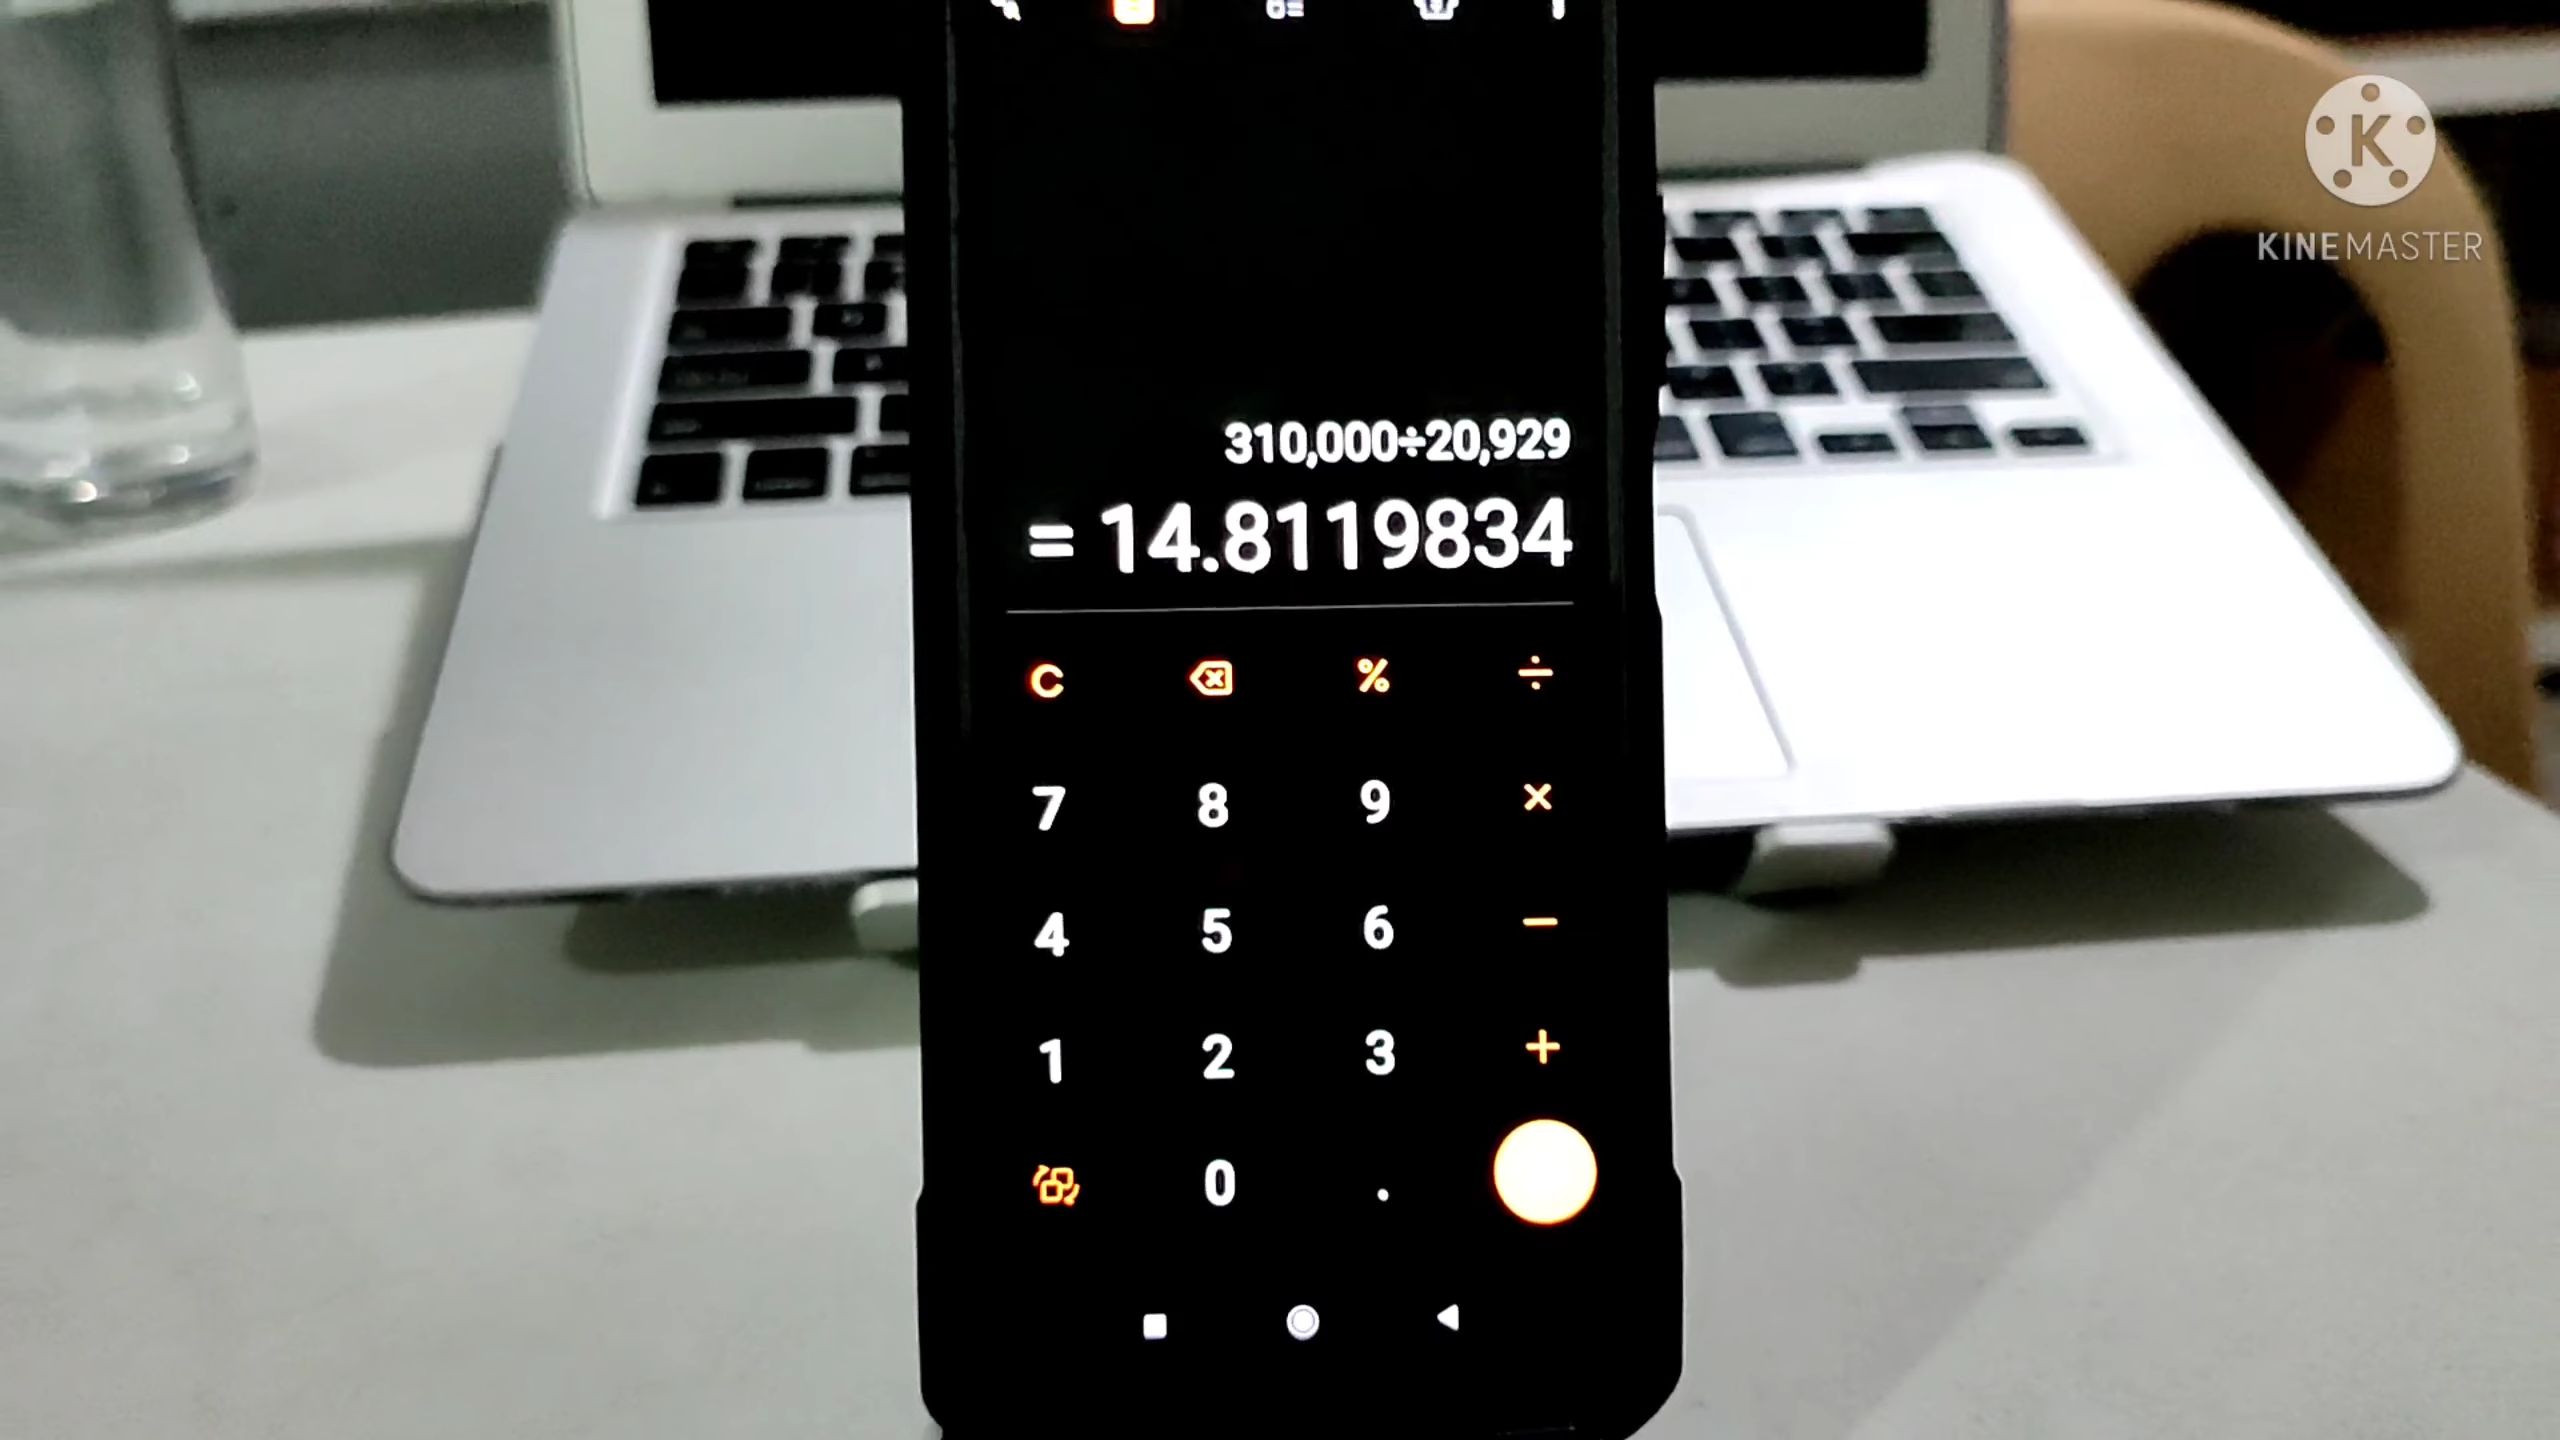 K
KINEMASTER
310,000÷20,929
= 14.8119834
C % ÷
7 8 9 ×
4 5 6 −
1 2 3 +
0 .